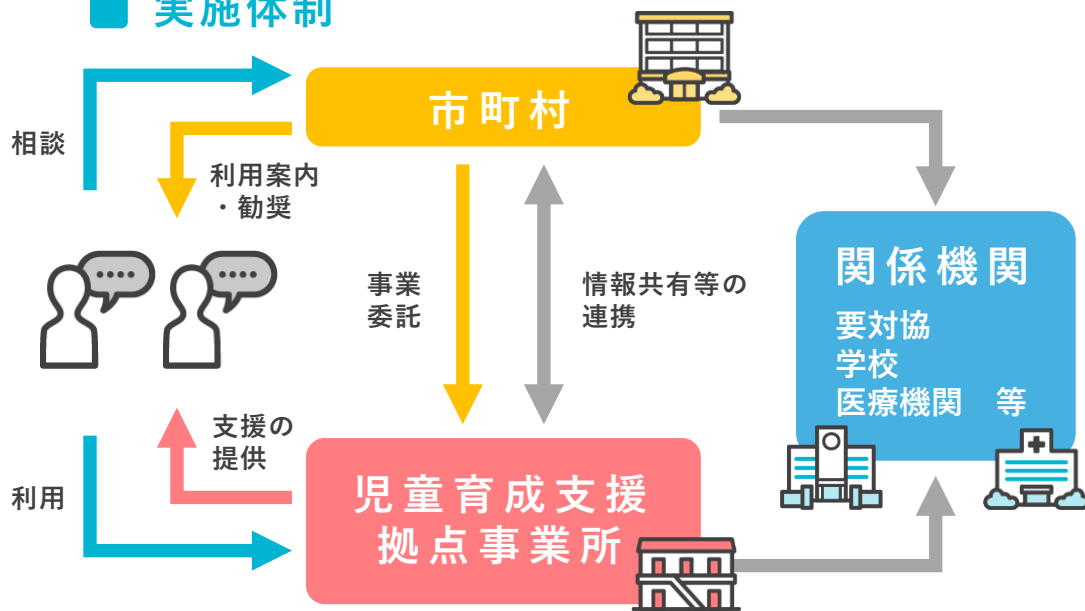 実施体制
市町村
相談
利用案内
・勧奨
事業
委託
情報共有等の
連携
関係機関
要対協
学校
医療機関　等
支援の
提供
利用
児童育成支援
拠点事業所